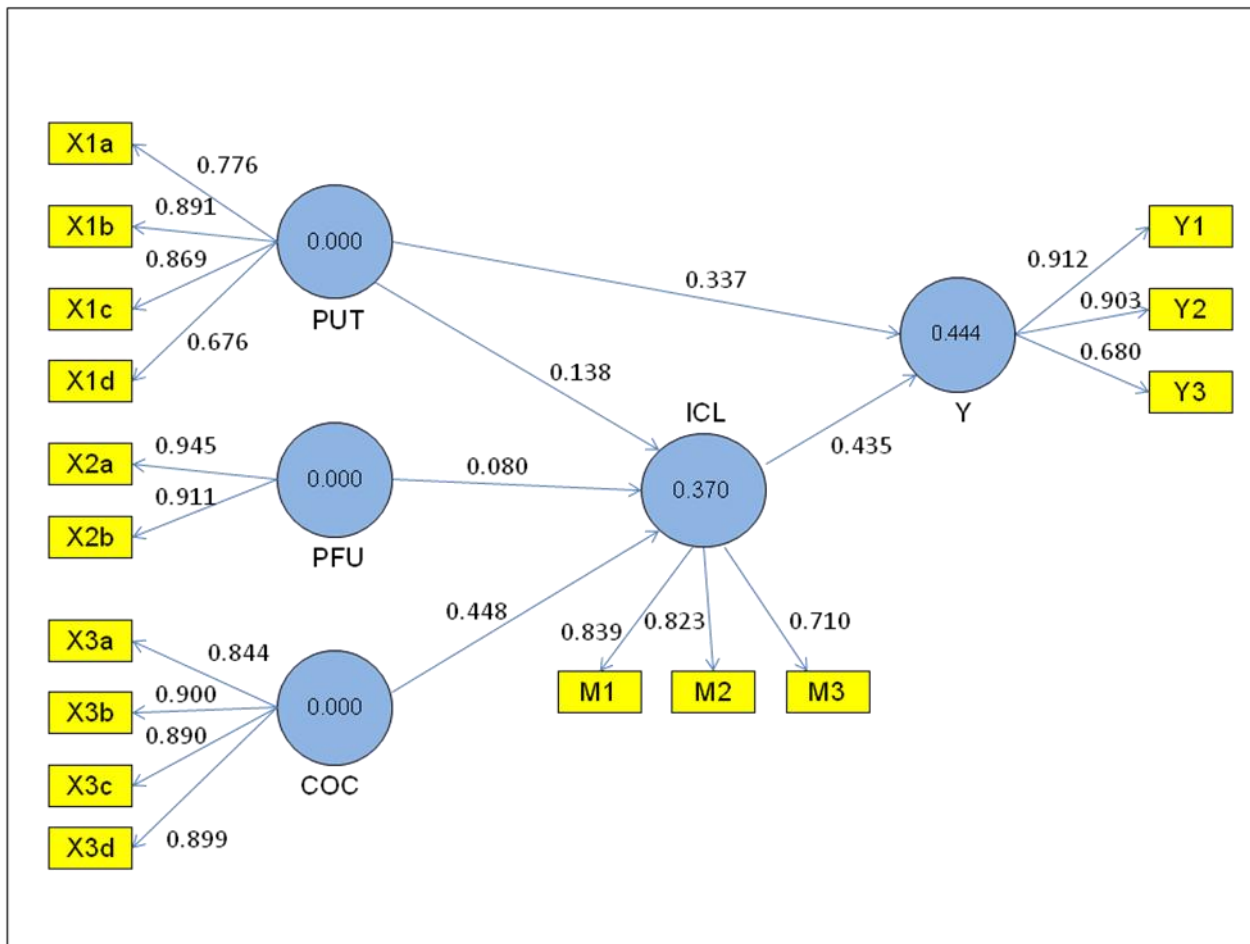 X1a
0.776
X1b
0.891
0.869
X1c
0.676
X1d
0.000
PUT
0.337
0.138
X2a
0.945
0.911
X2b
0.000
PFU
0.080
X3a
0.844
X3b
0.900
0.890
X3c
0.899
X3d
0.000
COC
0.448
ICL
0.370
0.435
0.839
0.823
0.710
M1
M2
M3
0.444
Y
0.912
Y1
0.903
Y2
0.680
Y3